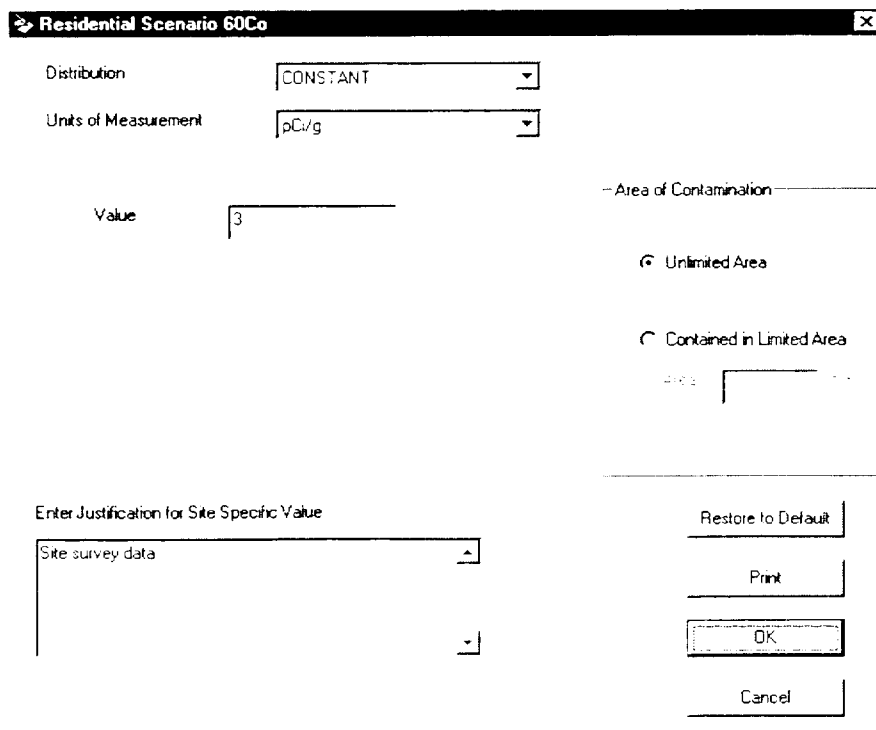 Residential Scenario 60Co
Distribution
CONSTANT
Units of Measurement
pCi/g
Value
3
Area of Contamination
Unlimited Area
Contained in Limited Area
Area
Enter Justification for Site Specific Value
Site survey data
Restore to Default
Print
OK
Cancel